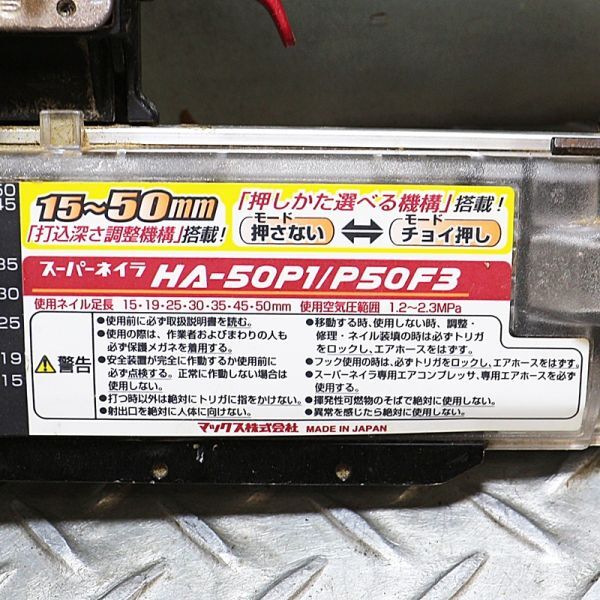 15~50mm
「打込深さ調整機構」搭載!
「押しかた選べる機構」搭載!
モード
押さない
モード
チョイ押し
スーパーネイラ HA-50P1/P50F3
使用ネイル足長 15・19・25・30・35・45・50mm 使用空気圧範囲 1.2~2.3MPa
警告
●使用前に必ず取扱説明書を読む。
●使用の際は、作業者およびまわりの人も
必ず保護メガネを着用する。
●安全装置が完全に作動するか使用前に
必ず点検する。正常に作動しない場合は
使用しない。
●打つ時以外は絶対にトリガに指をかけない。
●射出口を絶対に人体に向けない。
●移動する時、使用しない時、調整・
修理・ネイル装填の時は必ずトリガ
をロックし、エアホースをはずす。
●フック使用の時は、必ずトリガをロックし、エアホースをはずす。
●スーパーネイラ専用エアコンプレッサ、専用エアホースを必ず
使用する。
●揮発性可燃物のそばで絶対に使用しない。
●異常を感じたら絶対に使用しない。
マックス株式会社 MADE IN JAPAN
50
45
35
30
25
19
15